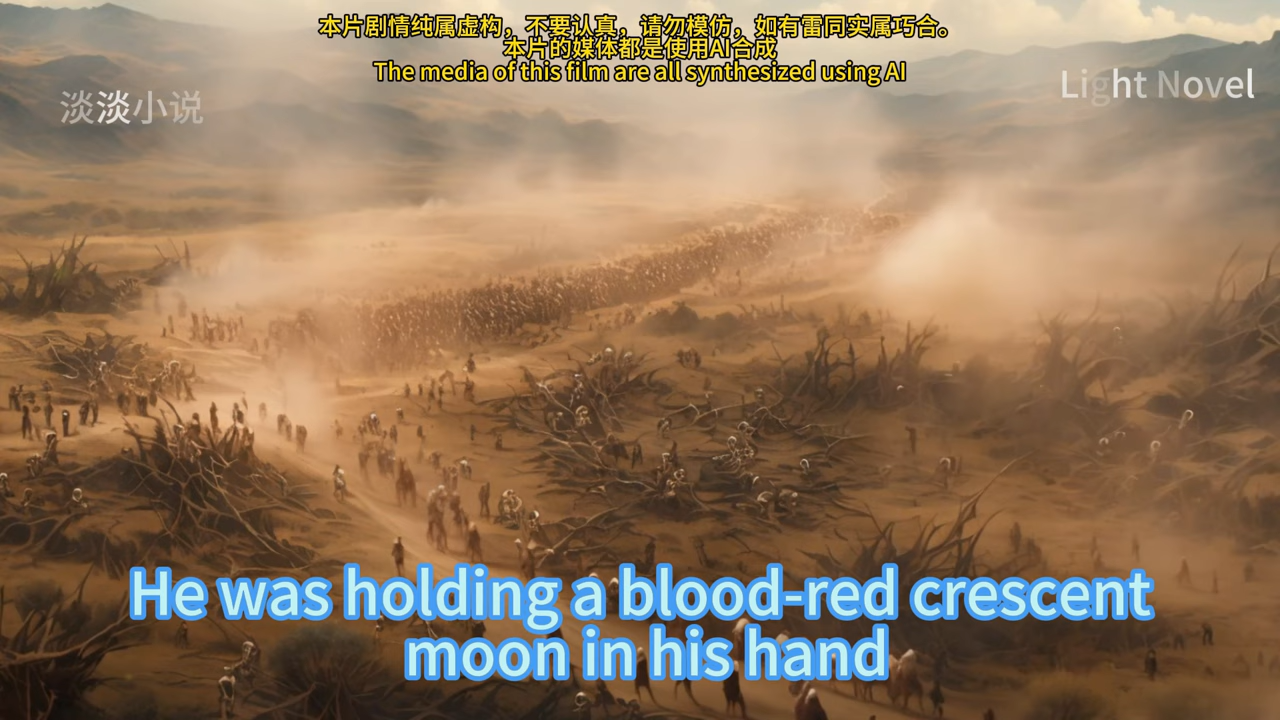 本片剧情纯属虚构，不要认真，请勿模仿，如有雷同实属巧合。
本片的媒体都是使用AI合成
The media of this film are all synthesized using AI
淡淡小说
Light Novel
He was holding a blood-red crescent
moon in his hand